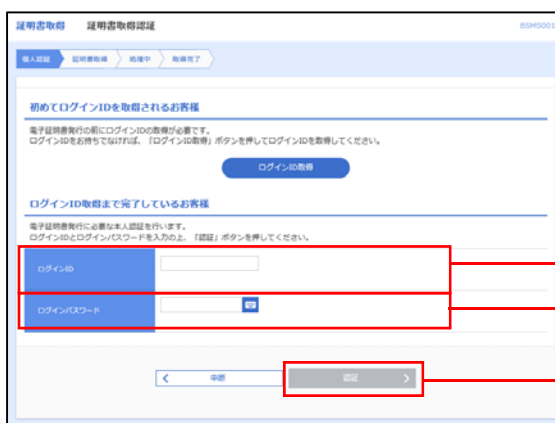 証明書取得 証明書取得認証 BSMS001
個人認証 証明書取得 処理中 取得完了
初めてログインIDを取得されるお客様
電子証明書発行の前にログインIDの取得が必要です。
ログインIDをお持ちでなければ、「ログインID取得」ボタンを押してログインIDを取得してください。
ログインID取得
ログインID取得まで完了しているお客様
電子証明書発行に必要な本人認証を行います。
ログインIDとログインパスワードを入力の上、「認証」ボタンを押してください。
ログインID
ログインパスワード
中断 認証